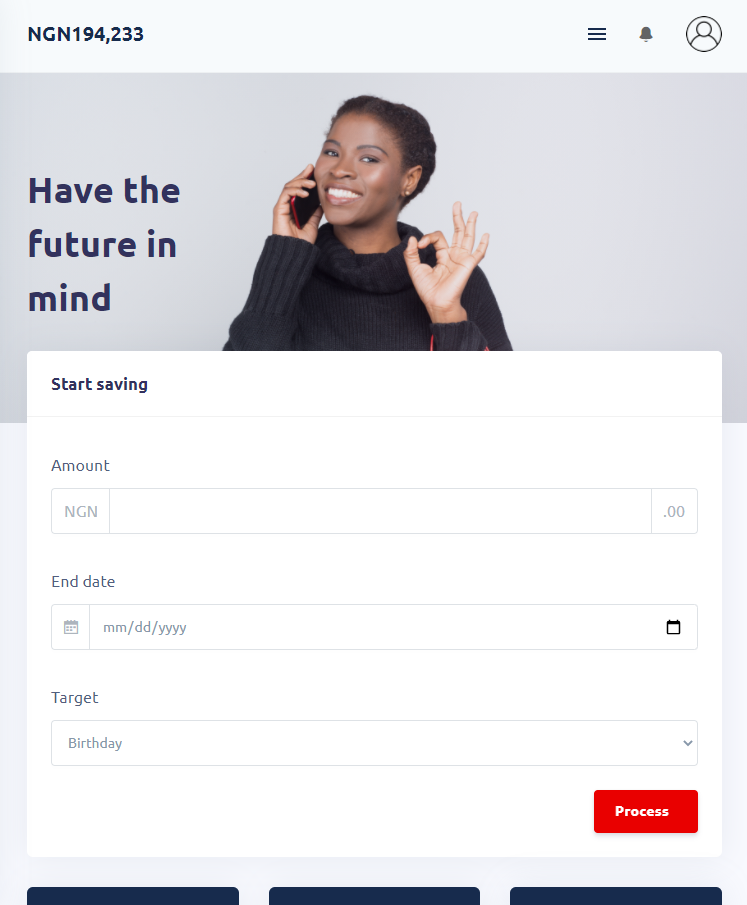 NGN194,233
Have the
future in
mind
Start saving
Amount
NGN
.00
End date
mm/dd/yyyy
Target
Birthday
Process